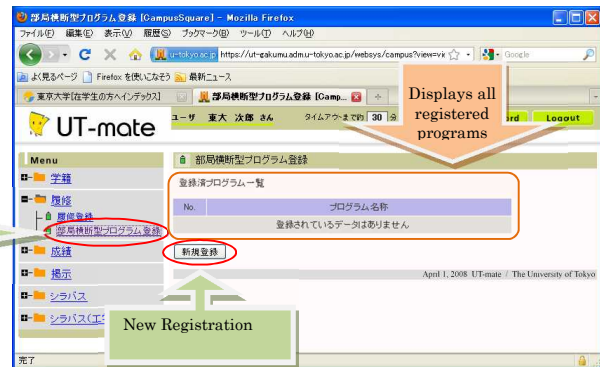 部局横断型プログラム登録 [CampusSquare] - Mozilla Firefox
ファイル(F) 編集(E) 表示(V) 履歴(S) ブックマーク(B) ツール(T) ヘルプ(H)
u-tokyo.ac.jp https://ut-gakumu.adm.u-tokyo.ac.jp/websys/campus?view=vie
Google
よく見るページ Firefox を使いこなそ 最新ニュース
東京大学[在学生の方へインデックス]
部局横断型プログラム登録 [Camp...
Displays all
registered
programs
UT-mate
ユーザ 東大 次郎 さん タイムアウトまで約 30 分
Logout
Menu
部局横断型プログラム登録
学籍
登録済プログラム一覧
履修
No. プログラム名称
履修登録
登録されているデータはありません
部局横断型プログラム登録
成績
新規登録
掲示
April 1, 2008 UT-mate / The University of Tokyo
シラバス
New Registration
完了